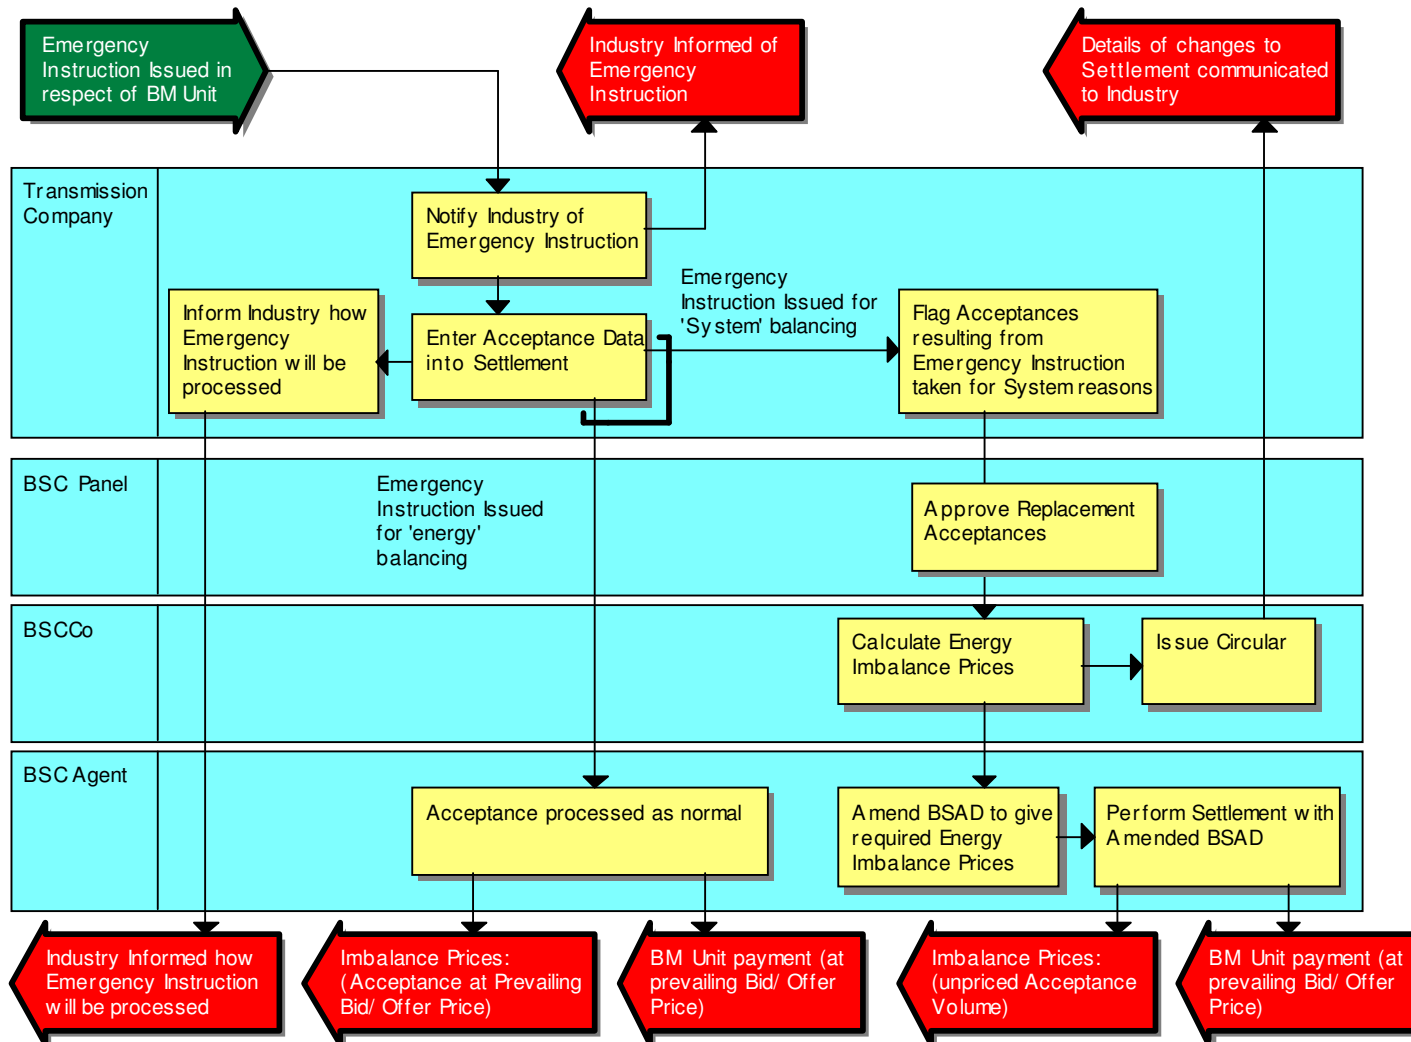 Emergency
Instruction Issued in
respect of BM Unit
Industry Informed of
Emergency
Instruction
Details of changes to
Settlement communicated
to Industry
Transmission
Company
Notify Industry of
Emergency Instruction
Inform Industry how
Emergency
Instruction will be
processed
Enter Acceptance Data
into Settlement
Emergency
Instruction Issued for
'System' balancing
Flag Acceptances
resulting from
Emergency Instruction
taken for System reasons
BSC Panel
Emergency
Instruction Issued
for 'energy'
balancing
Approve Replacement
Acceptances
BSCCo
Calculate Energy
Imbalance Prices
Issue Circular
BSC Agent
Acceptance processed as normal
Amend BSAD to give
required Energy
Imbalance Prices
Perform Settlement with
Amended BSAD
Industry Informed how
Emergency Instruction
will be processed
Imbalance Prices:
(Acceptance at Prevailing
Bid/ Offer Price)
BM Unit payment (at
prevailing Bid/ Offer
Price)
Imbalance Prices:
(unpriced Acceptance
Volume)
BM Unit payment (at
prevailing Bid/ Offer
Price)